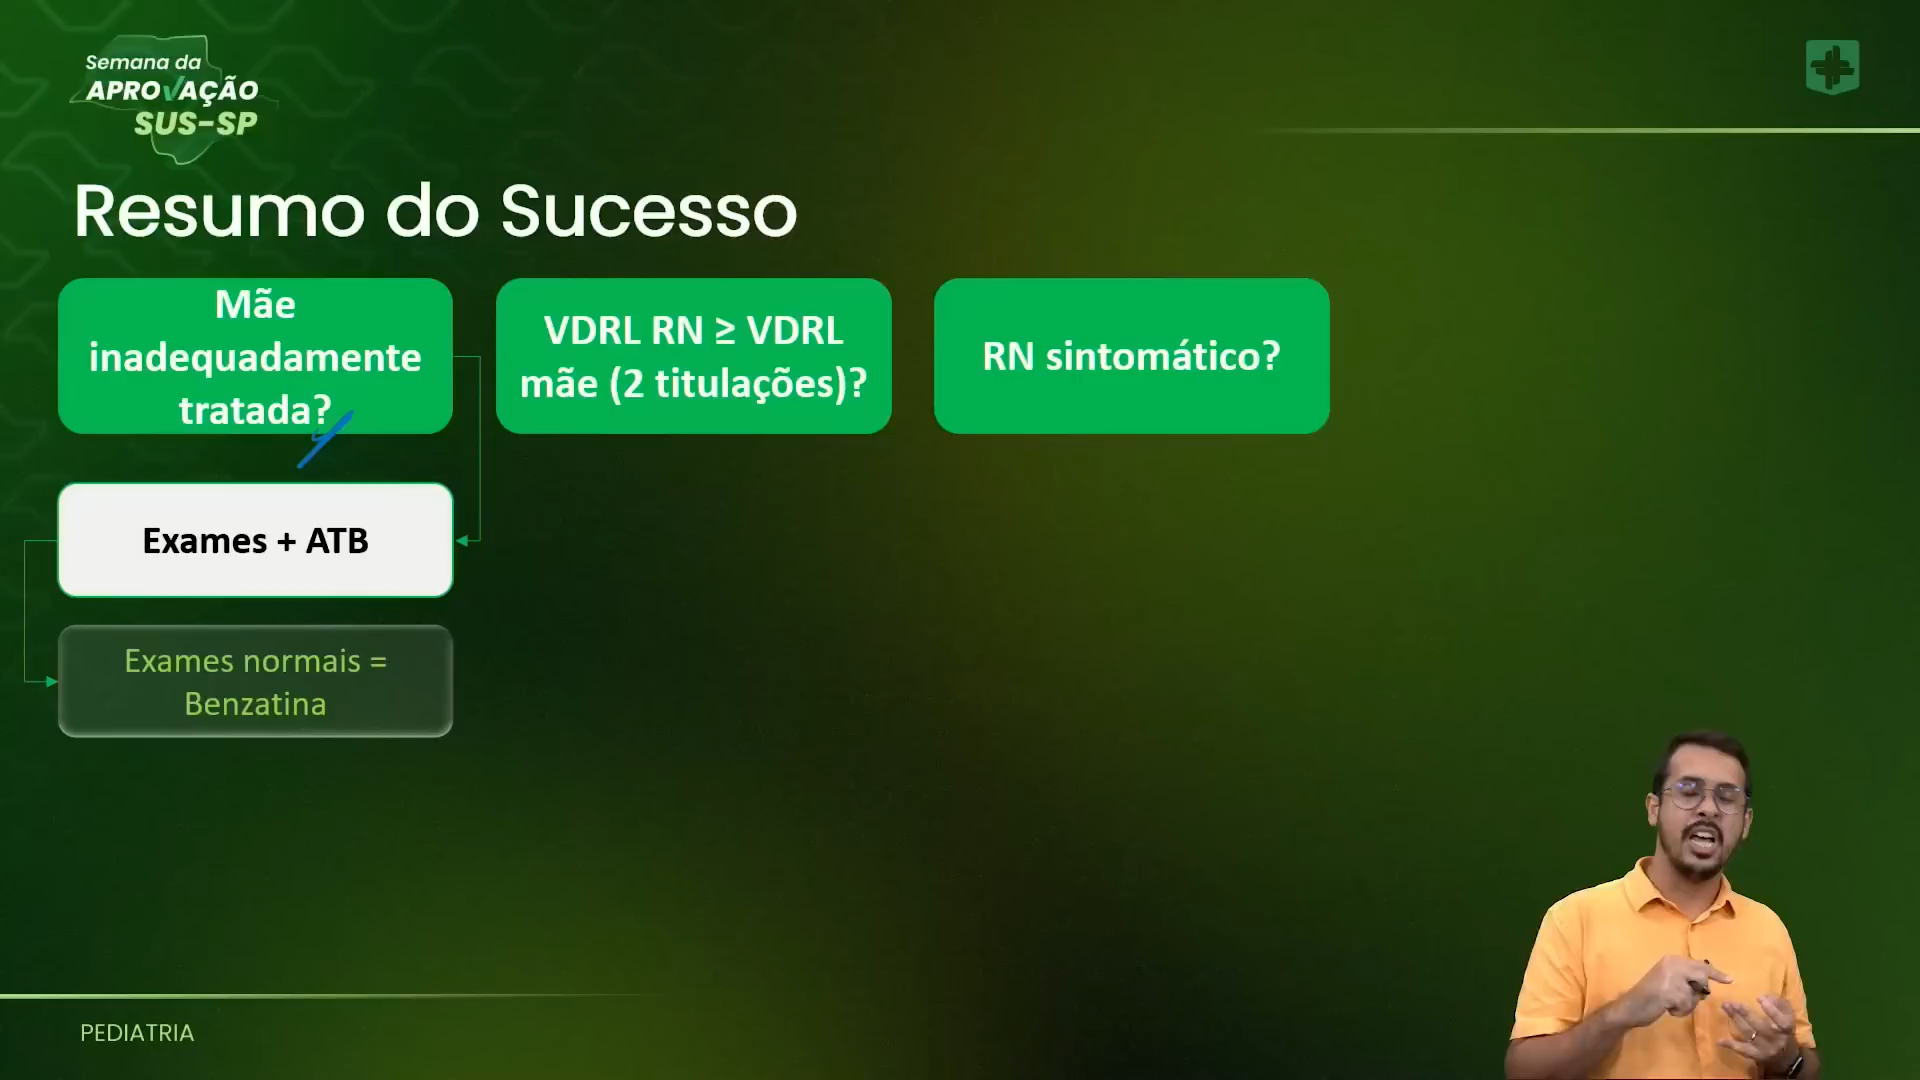 Semana da
APROVAÇÃO
SUS-SP
Resumo do Sucesso
Mãe
inadequadamente
tratada?
VDRL RN ≥ VDRL
mãe (2 titulações)?
RN sintomático?
Exames + ATB
Exames normais =
Benzatina
PEDIATRIA